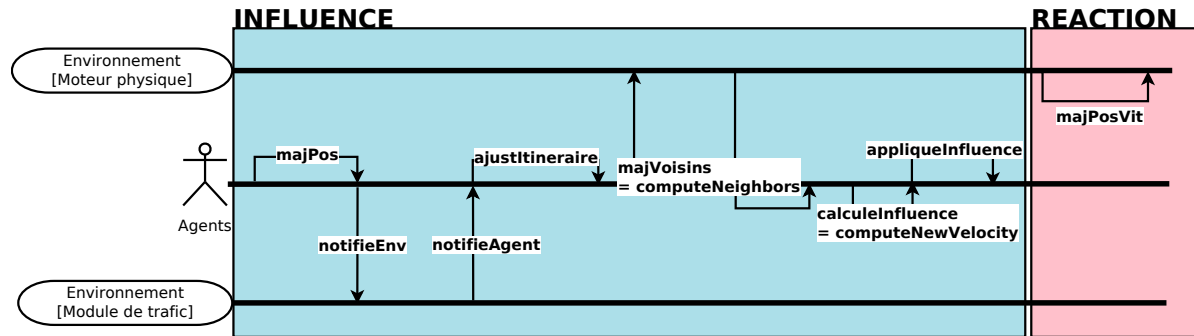 INFLUENCE
REACTION
Environnement
[Moteur physique]
majPosVit
majPos
ajustItineraire
majVoisins
= computeNeighbors
appliqueInfluence
Agents
calculeInfluence
= computeNewVelocity
notifieEnv
notifieAgent
Environnement
[Module de trafic]